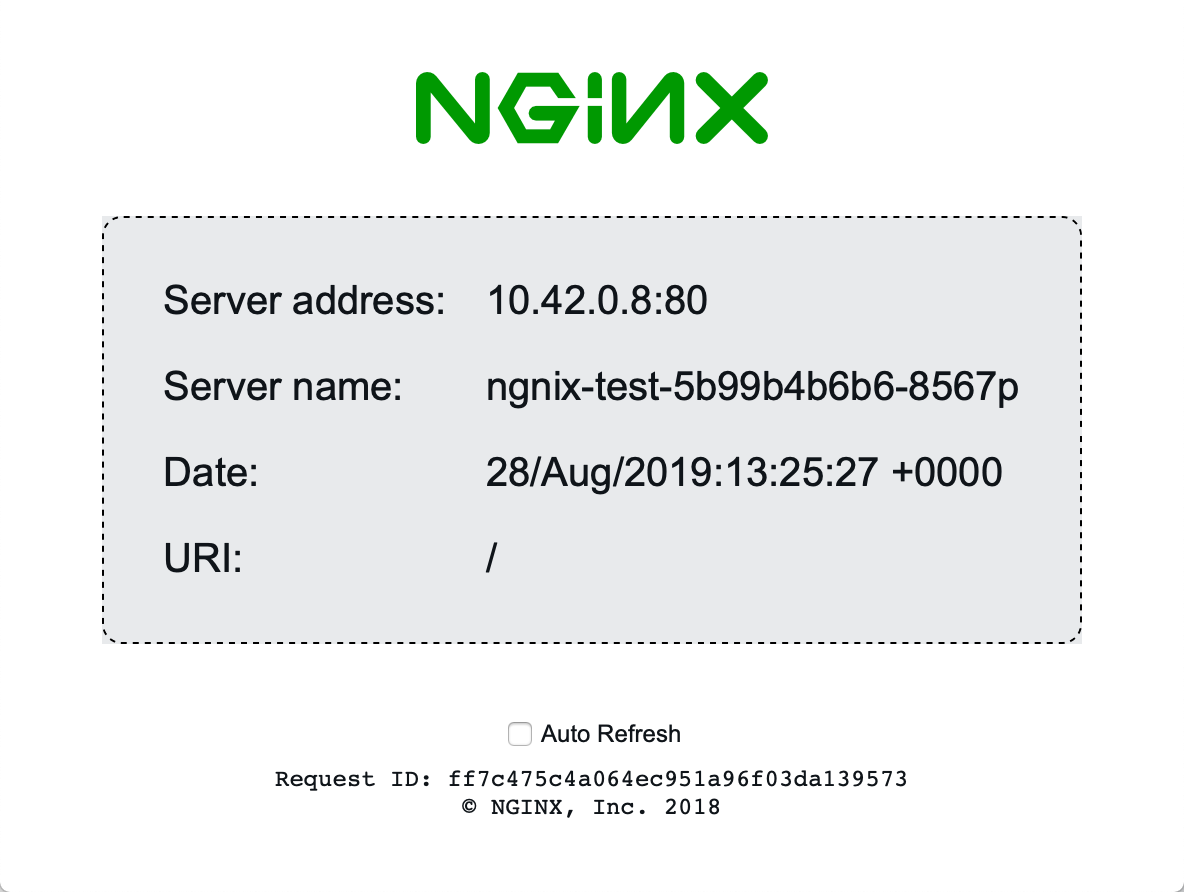 NGiNX
Server address: 10.42.0.8:80
Server name: ngnix-test-5b99b4b6b6-8567p
Date: 28/Aug/2019:13:25:27 +0000
URI: /
Auto Refresh
Request ID: ff7c475c4a064ec951a96f03da139573
© NGINX, Inc. 2018